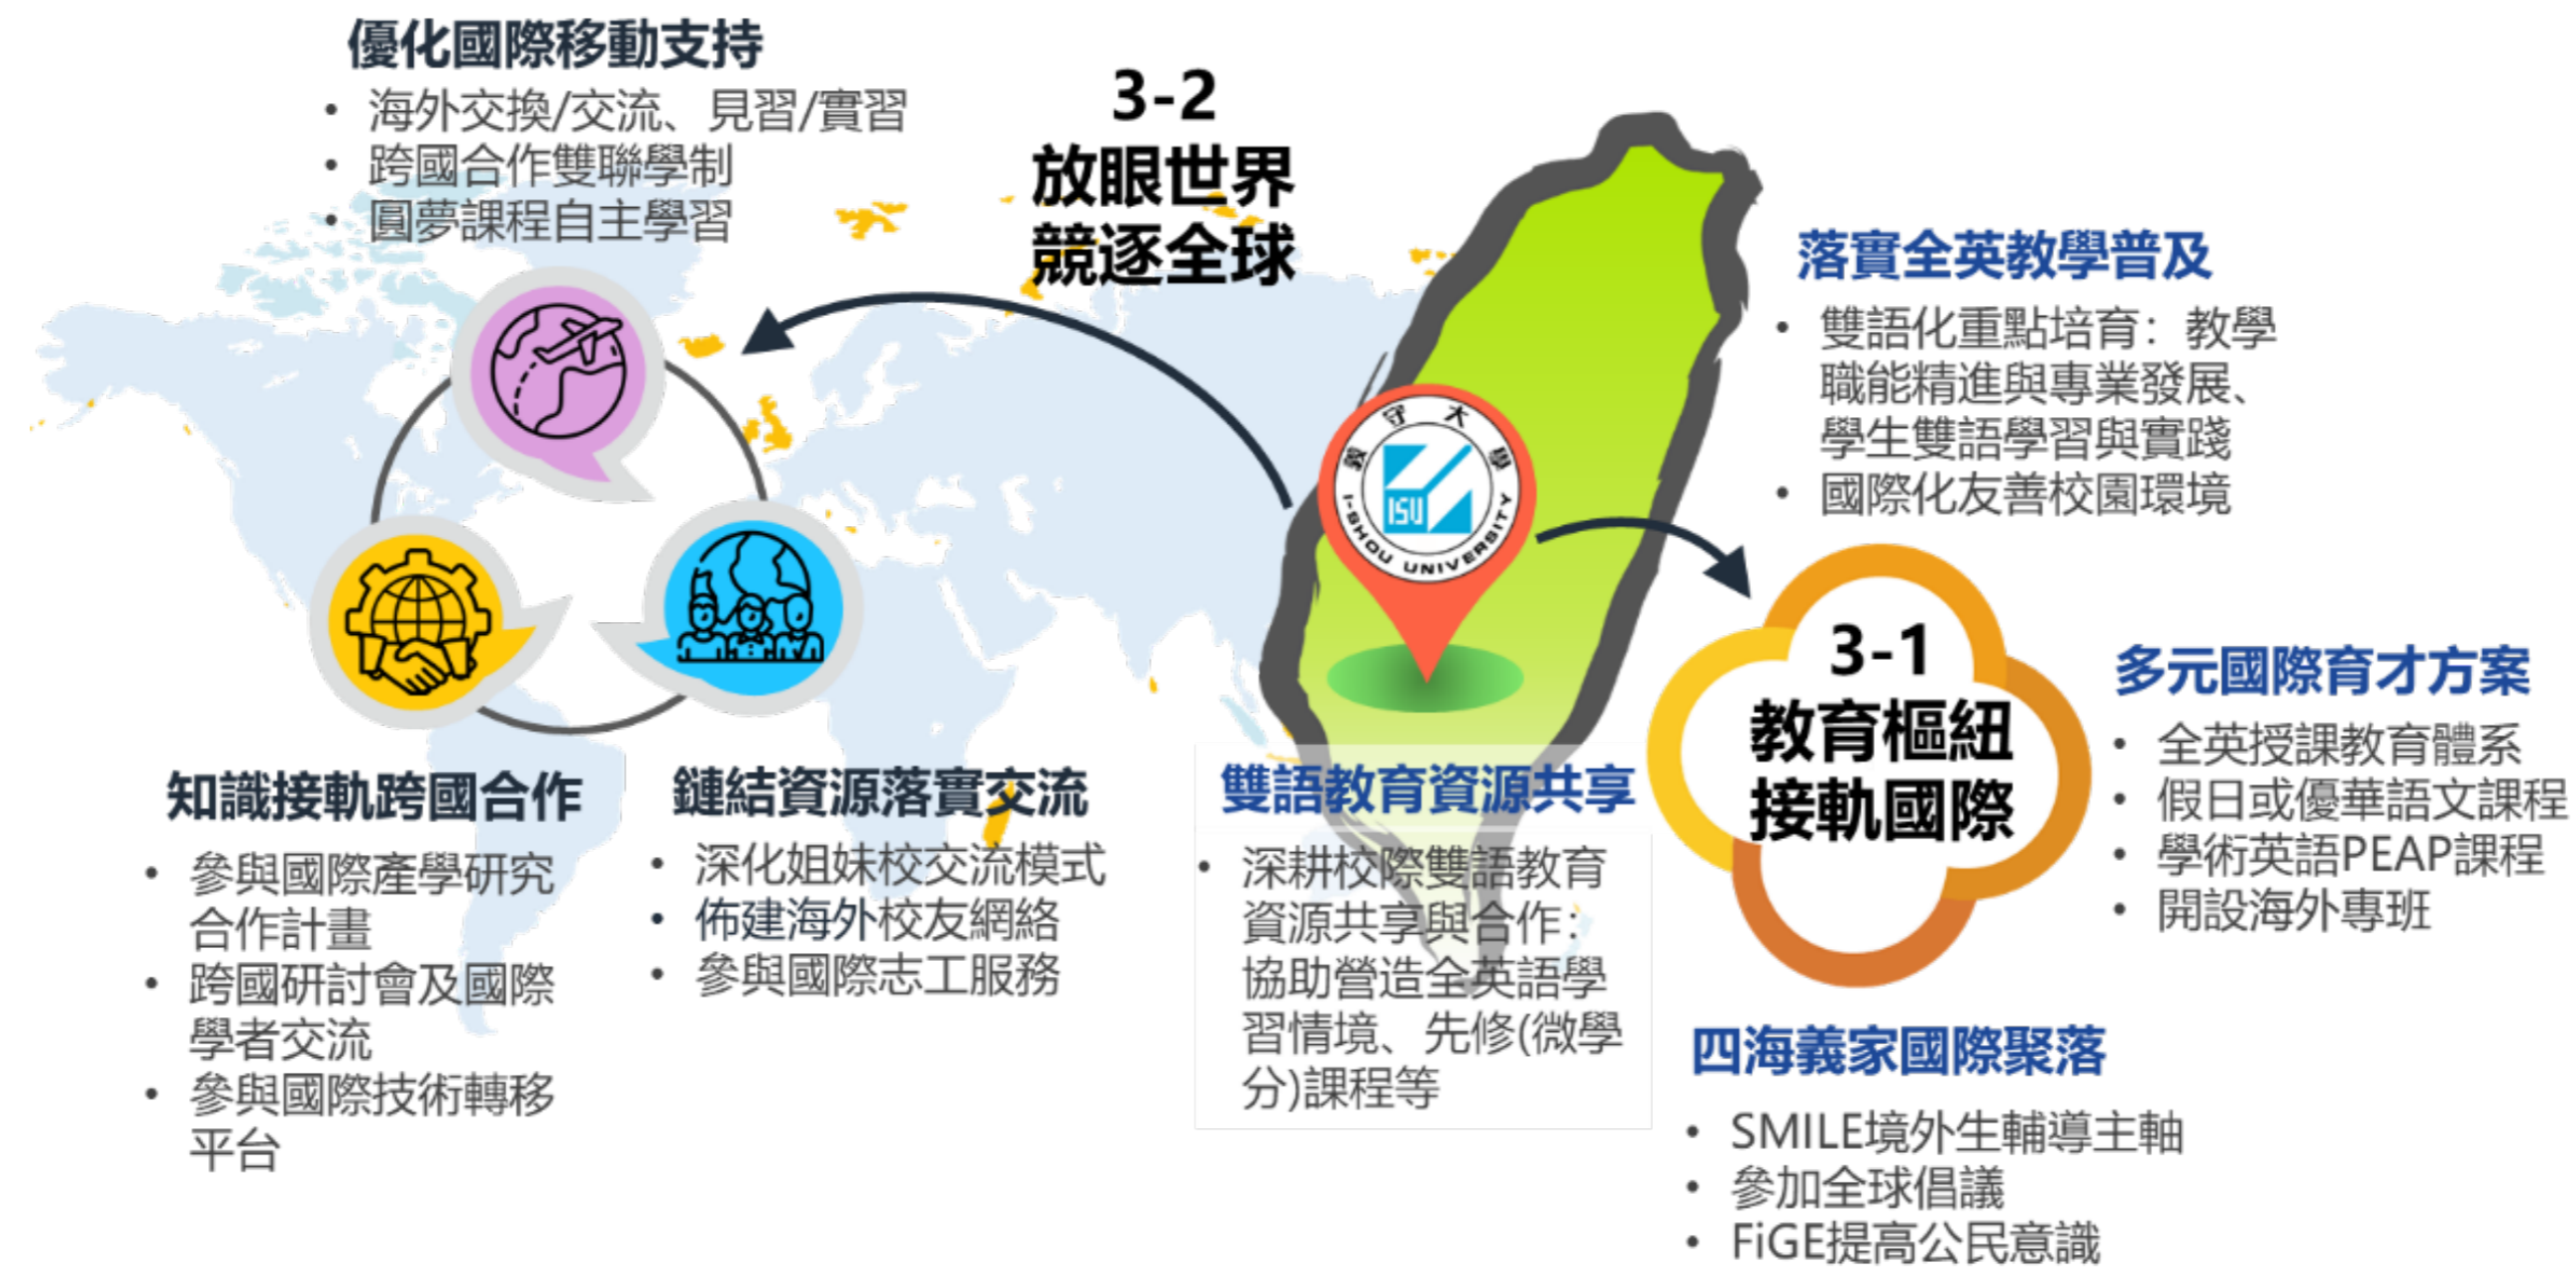 優化國際移動支持
• 海外交換/交流、見習/實習
• 跨國合作雙聯學制
• 圓夢課程自主學習
3-2
放眼世界
競逐全球
知識接軌跨國合作
• 參與國際產學研究
合作計畫
• 跨國研討會及國際
學者交流
• 參與國際技術轉移
平台
鏈結資源落實交流
• 深化姐妹校交流模式
• 佈建海外校友網絡
• 參與國際志工服務
義守大學
ISU
I-SHOU UNIVERSITY
雙語教育資源共享
• 深耕校際雙語教育
資源共享與合作：
協助營造全英語學
習情境、先修(微學
分)課程等
落實全英教學普及
• 雙語化重點培育：教學
職能精進與專業發展、
學生雙語學習與實踐
• 國際化友善校園環境
3-1
教育樞紐
接軌國際
多元國際育才方案
• 全英授課教育體系
• 假日或優華語文課程
• 學術英語PEAP課程
• 開設海外專班
四海義家國際聚落
• SMILE境外生輔導主軸
• 參加全球倡議
• FiGE提高公民意識